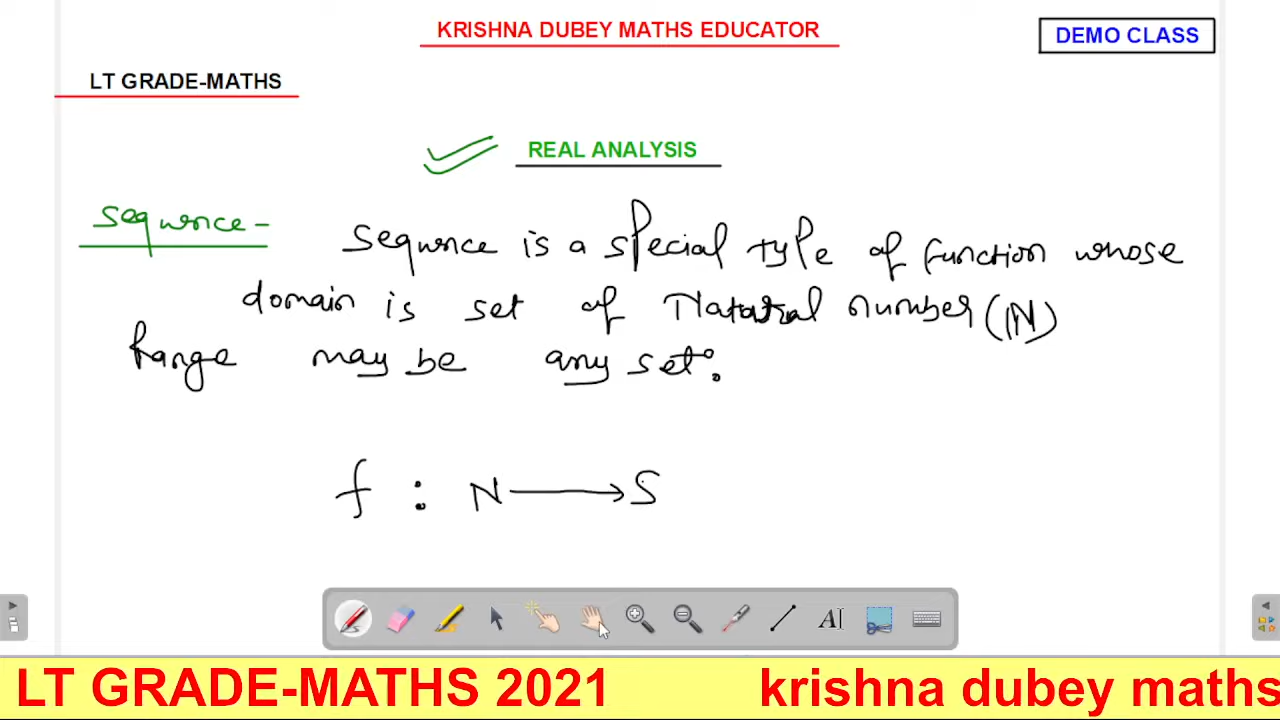 KRISHNA DUBEY MATHS EDUCATOR
DEMO CLASS
LT GRADE-MATHS
REAL ANALYSIS
Sequence - Sequence is a special type of function whose
domain is set of Natural number (N)
Range may be any set.
f : N → S
AI
LT GRADE-MATHS 2021 krishna dubey maths